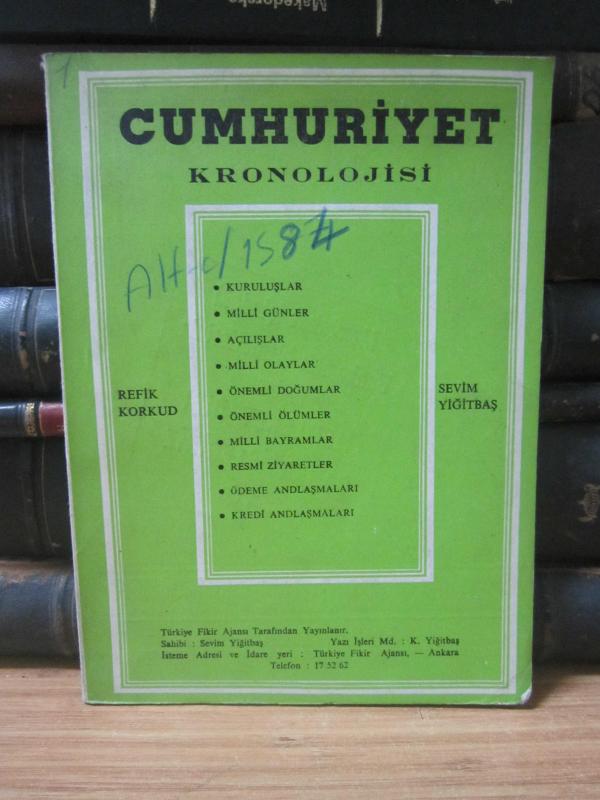 Makedorska
1
CUMHURİYET
KRONOLOJİSİ
• KURULUŞLAR
• MİLLİ GÜNLER
• AÇILIŞLAR
• MİLLİ OLAYLAR
• ÖNEMLİ DOĞUMLAR
• ÖNEMLİ ÖLÜMLER
• MİLLİ BAYRAMLAR
• RESMİ ZİYARETLER
• ÖDEME ANDLAŞMALARI
• KREDİ ANDLAŞMALARI
REFİK
KORKUD
SEVİM
YİĞİTBAŞ
Türkiye Fikir Ajansı Tarafından Yayınlanır.
Sahibi : Sevim Yiğitbaş Yazı İşleri Md. : K. Yiğitbaş
İsteme Adresi ve İdare yeri : Türkiye Fikir Ajansı, — Ankara
Telefon : 17 52 62